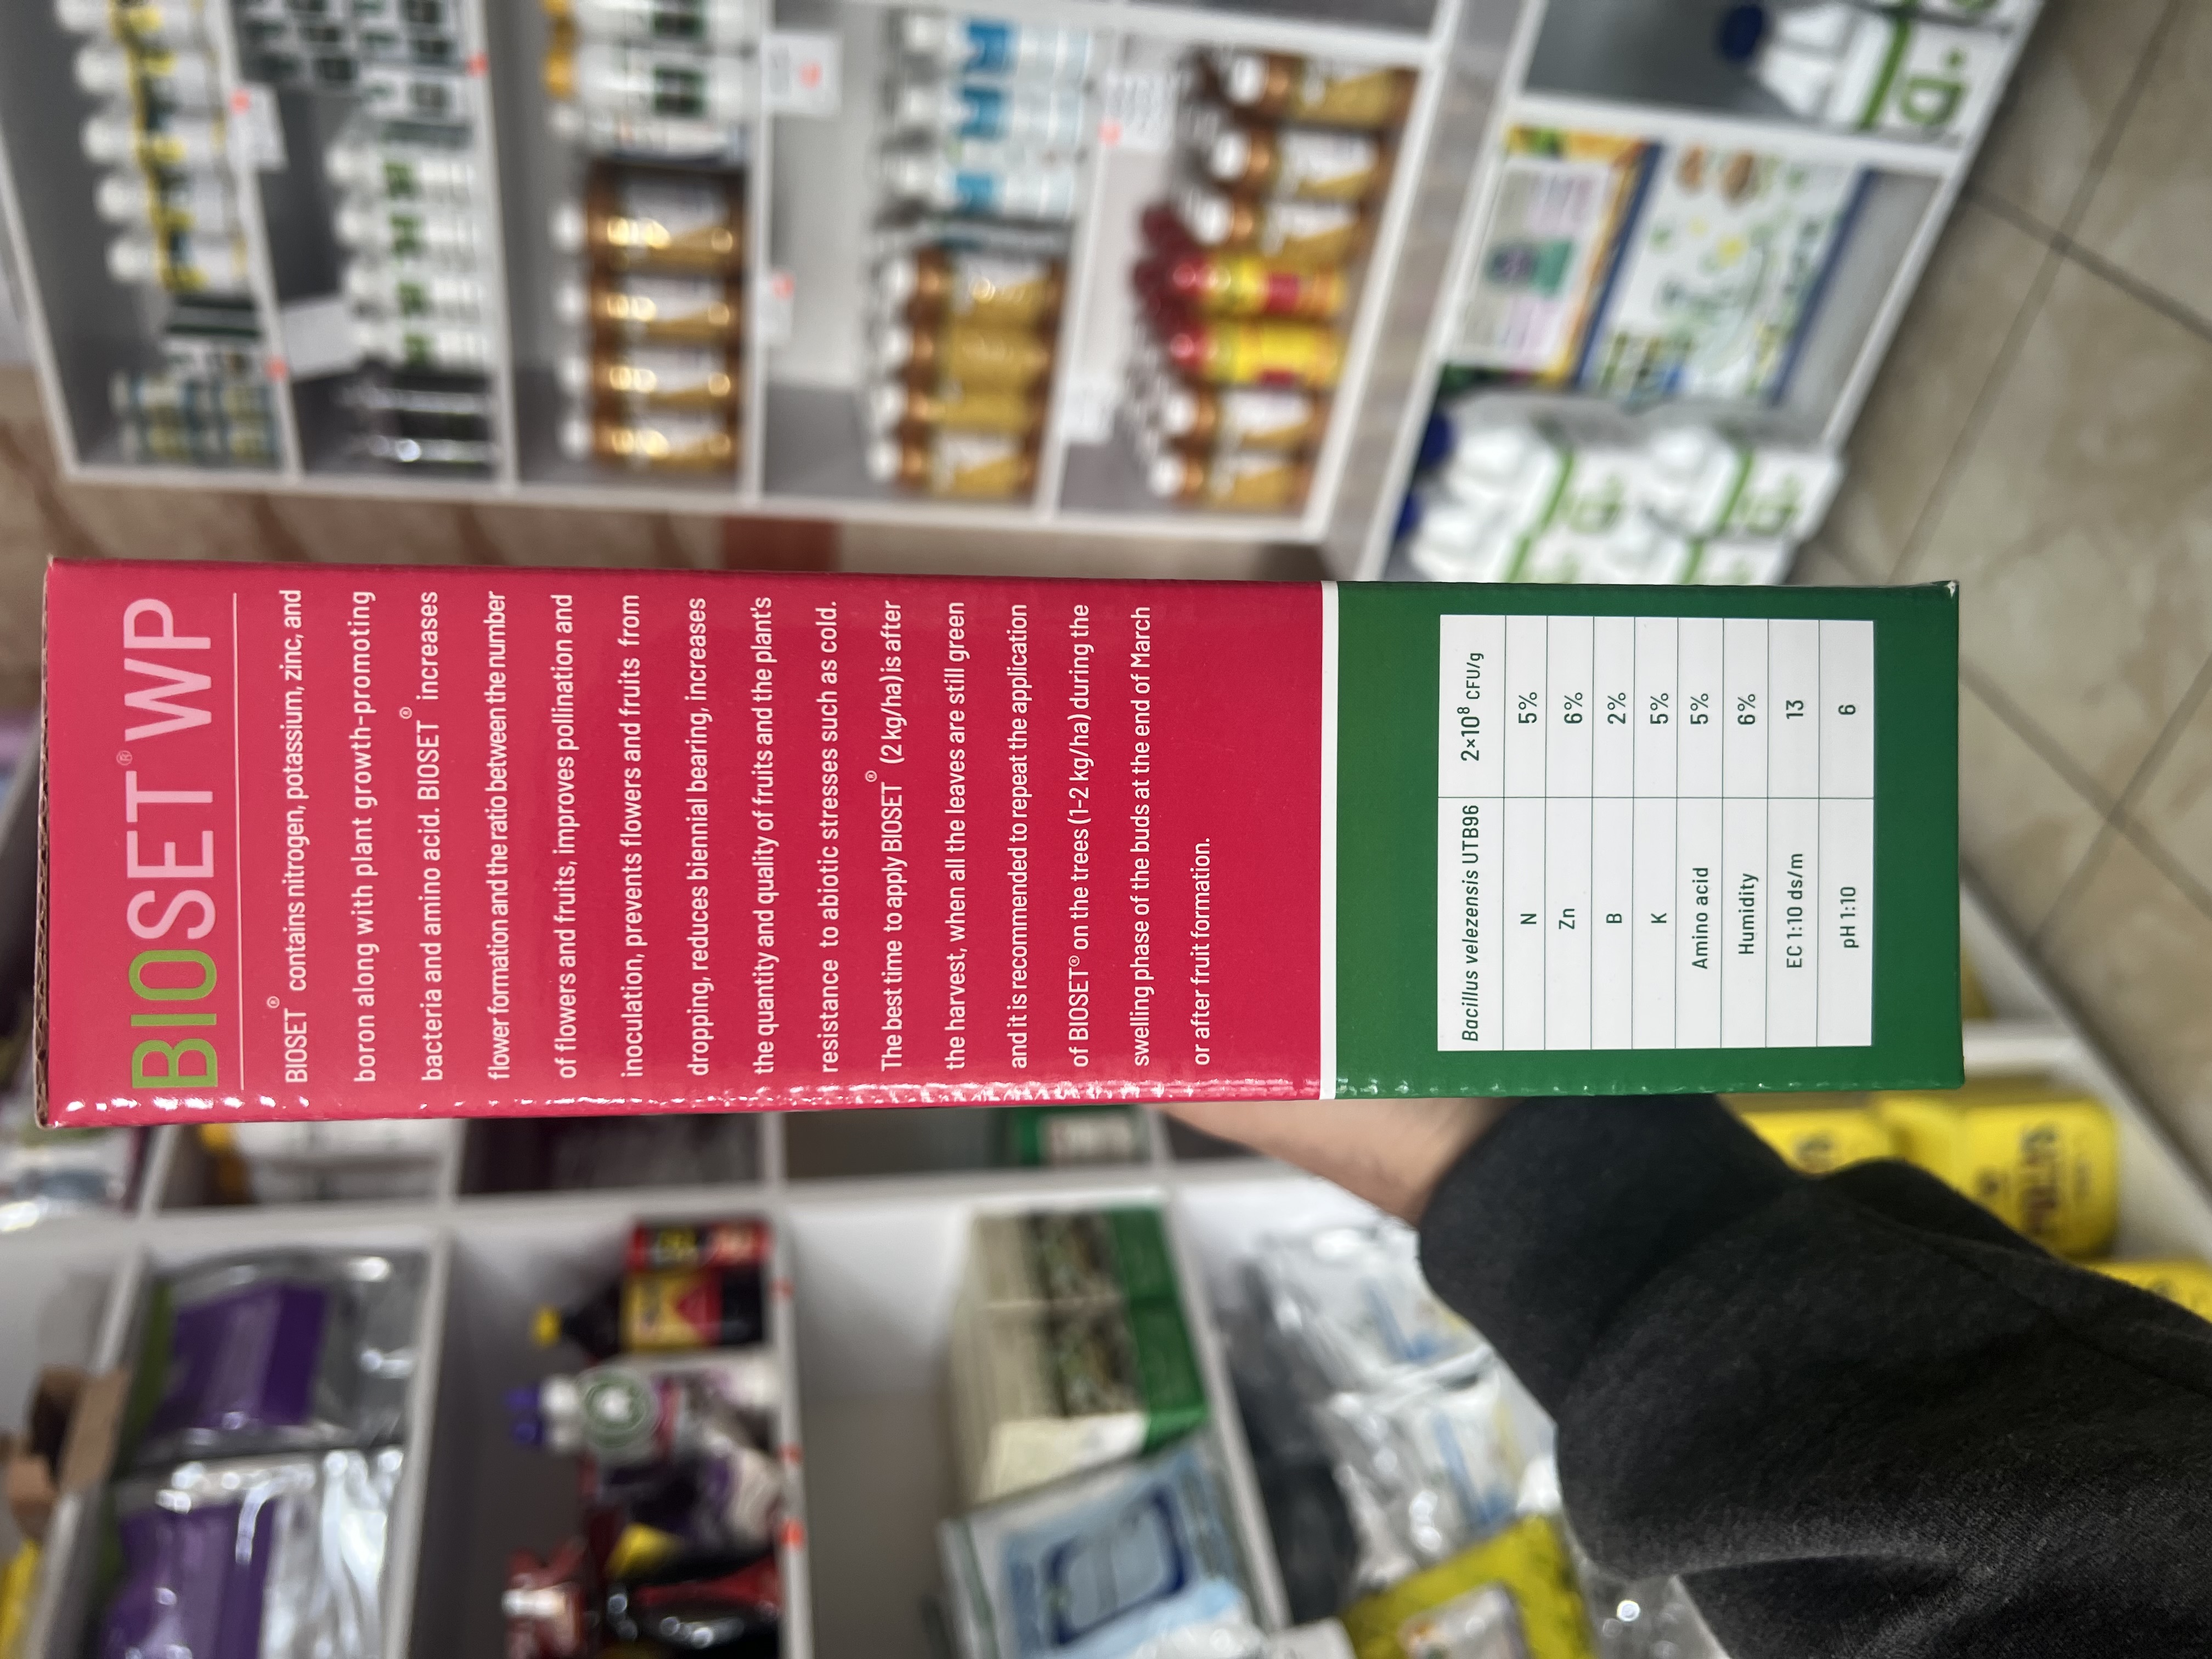 BIOSET® WP
BIOSET® contains nitrogen, potassium, zinc, and
boron along with plant growth-promoting
bacteria and amino acid. BIOSET® increases
flower formation and the ratio between the number
of flowers and fruits, improves pollination and
inoculation, prevents flowers and fruits from
dropping, reduces biennial bearing, increases
the quantity and quality of fruits and the plant's
resistance to abiotic stresses such as cold.
The best time to apply BIOSET® (2 kg/ha)is after
the harvest, when all the leaves are still green
and it is recommended to repeat the application
of BIOSET® on the trees (1-2 kg/ha) during the
swelling phase of the buds at the end of March
or after fruit formation.
Bacillus velezensis UTB96 2×10⁸ CFU/g
N 5%
Zn 6%
B 2%
K 5%
Amino acid 5%
Humidity 6%
EC 1:10 ds/m 13
pH 1:10 6